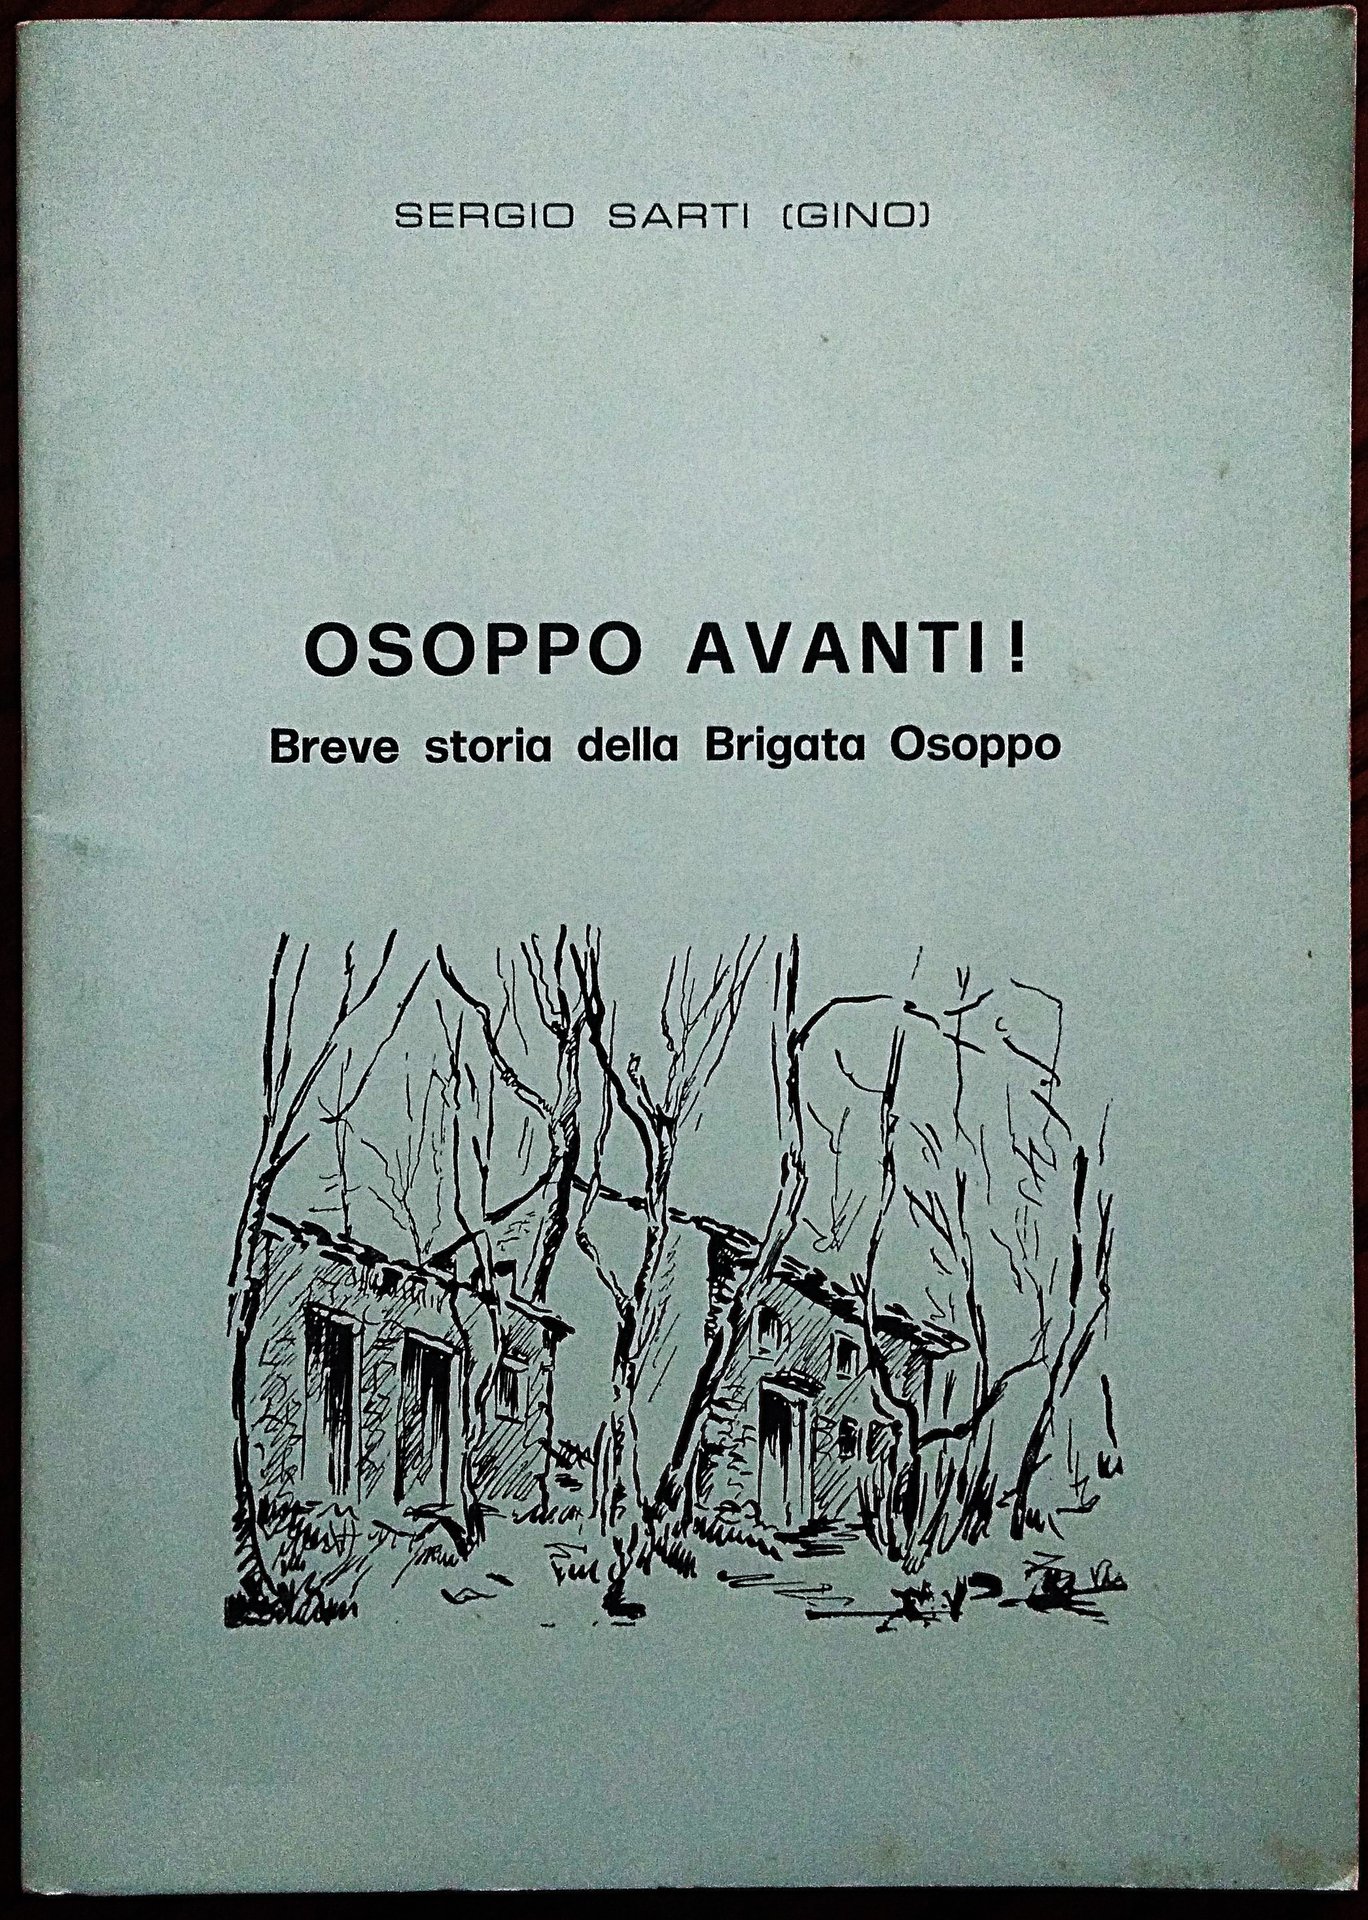 SERGIO SARTI (GINO)
OSOPPO AVANTI!
Breve storia della Brigata Osoppo